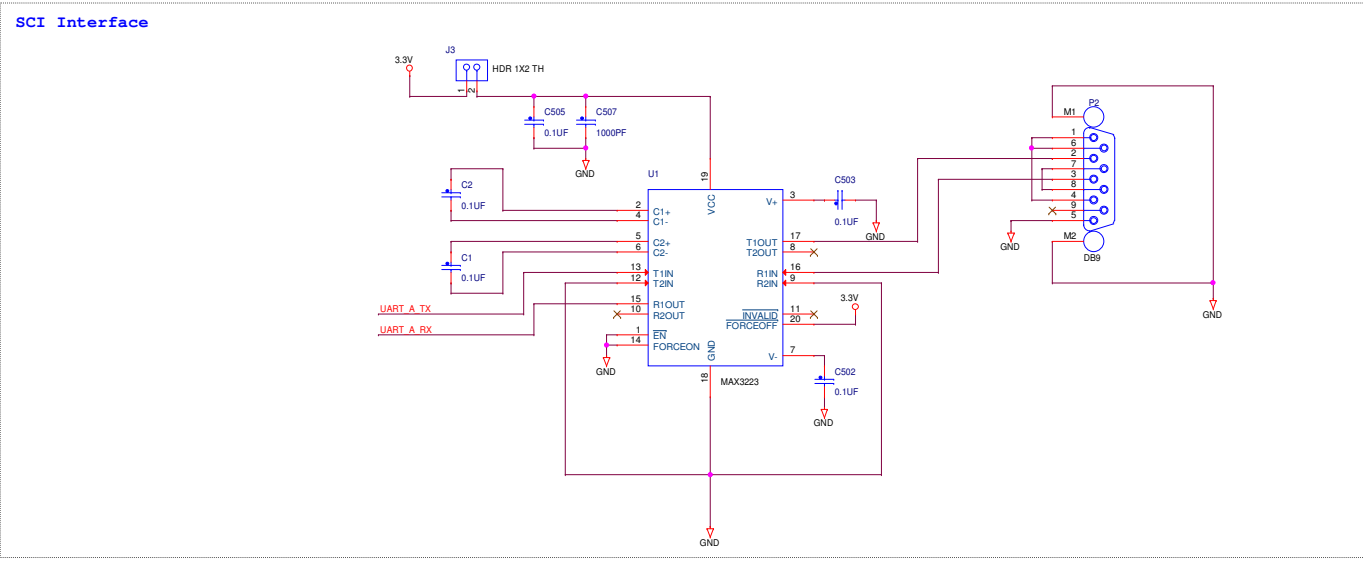 SCI Interface
J3
3.3V
HDR 1X2 TH
1
2
C505
0.1UF
C507
1000PF
GND
P2
M1
1
6
2
7
3
8
4
9
5
M2
DB9
GND
GND
U1
19
VCC
C2
0.1UF
2
C1+
4
C1-
5
C2+
6
C2-
C1
0.1UF
13
T1IN
12
T2IN
15
R1OUT
10
R2OUT
1
EN
14
FORCEON
GND
UART_A_TX
UART_A_RX
3
V+
C503
0.1UF
GND
17
T1OUT
8
T2OUT
16
R1IN
9
R2IN
3.3V
11
INVALID
20
FORCEOFF
7
V-
GND
18
MAX3223
C502
0.1UF
GND
GND